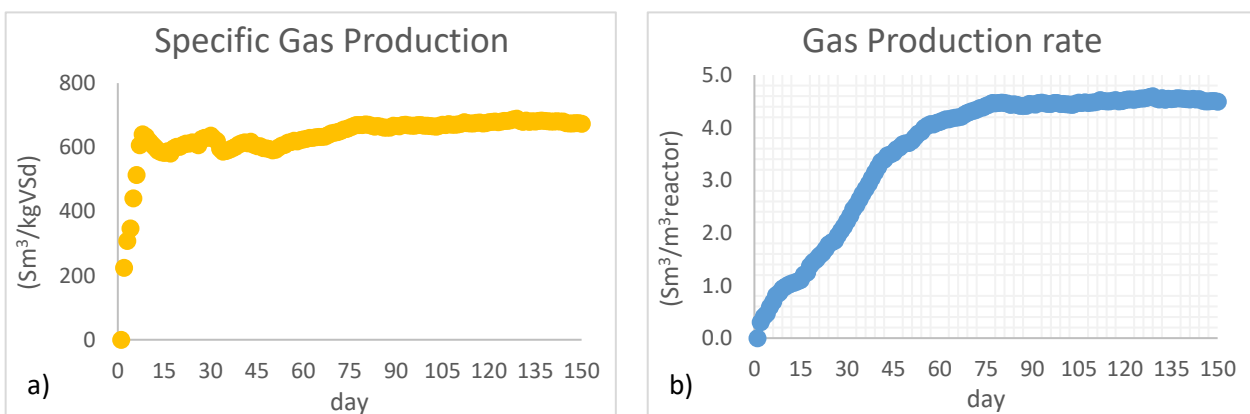 Specific Gas Production
800
600
400
200
0
(Sm³/kgVSd)
0 15 30 45 60 75 90 105 120 135 150
day
a)
Gas Production rate
5.0
4.0
3.0
2.0
1.0
0.0
(Sm³/m³reactor)
0 15 30 45 60 75 90 105 120 135 150
day
b)